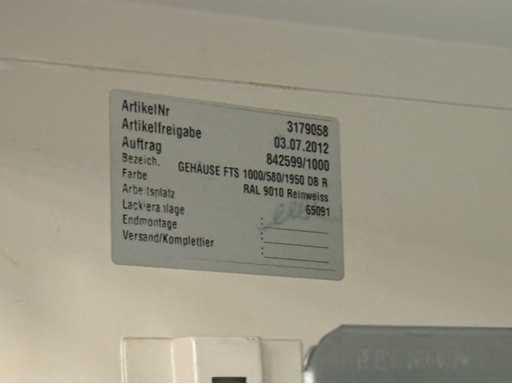 ArtikelNr 3179058
Artikelfreigabe 03.07.2012
Auftrag 842599/1000
Bezeich. GEHÄUSE FTS 1000/580/1950 DB R
Farbe RAL 9010 Reinweiss
Arbeitsplatz 65091
Lackieranlage :
Endmontage :
Versand/Komplettier :